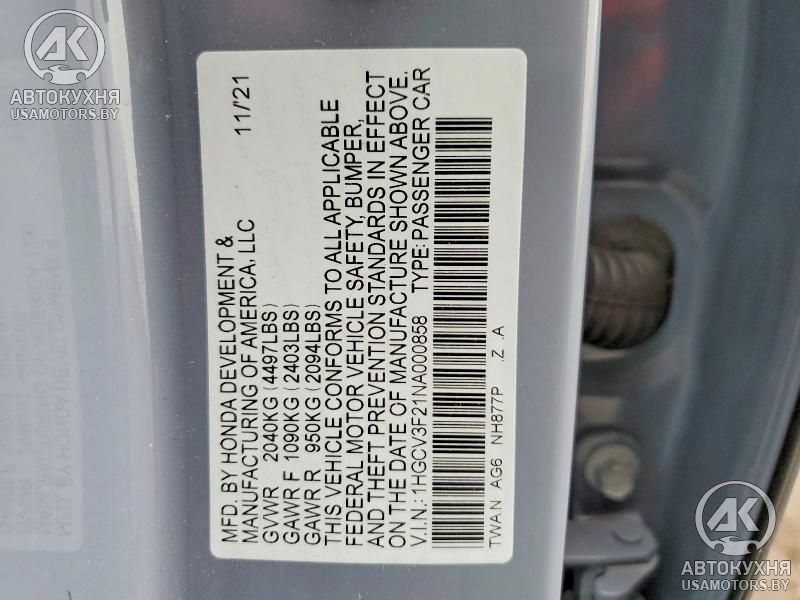 AK
АВТОКУХНЯ
USAMOTORS.BY
MFD. BY HONDA DEVELOPMENT &
MANUFACTURING OF AMERICA, LLC
11/'21
GVWR 2040KG (4497LBS)
GAWR F 1090KG (2403LBS)
GAWR R 950KG (2094LBS)
THIS VEHICLE CONFORMS TO ALL APPLICABLE
FEDERAL MOTOR VEHICLE SAFETY, BUMPER,
AND THEFT PREVENTION STANDARDS IN EFFECT
ON THE DATE OF MANUFACTURE SHOWN ABOVE.
V.I.N.: 1HGCV3F21NA000858 TYPE: PASSENGER CAR
TWAN AG6 NH877P .Z .A
AK
АВТОКУХНЯ
USAMOTORS.BY